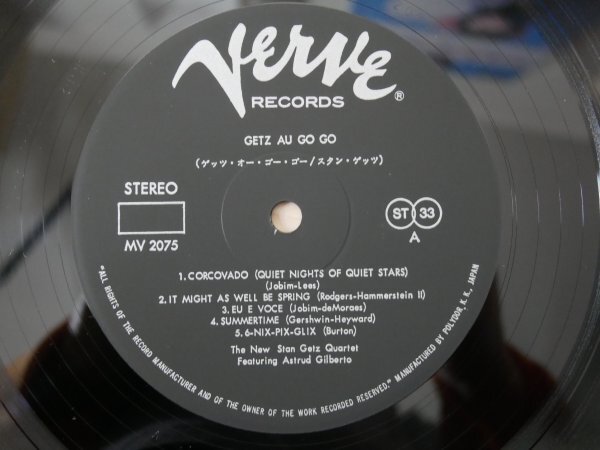 Verve
RECORDS ®
GETZ AU GO GO
(ゲッツ・オー・ゴー・ゴー/スタン・ゲッツ)
STEREO
MV 2075
ST 33
A
1. CORCOVADO (QUIET NIGHTS OF QUIET STARS)
(Jobim-Lees)
2. IT MIGHT AS WELL BE SPRING (Rodgers-Hammerstein II)
3. EU E VOCE (Jobim-deMoraes)
4. SUMMERTIME (Gershwin-Heyward)
5. 6-NIX-PIX-GLIX (Burton)
The New Stan Getz Quartet
Featuring Astrud Gilberto
"ALL RIGHTS OF THE RECORD MANUFACTURER AND OF THE OWNER OF THE WORK RECORDED RESERVED." MANUFACTURED BY POLYDOR, K. K., JAPAN